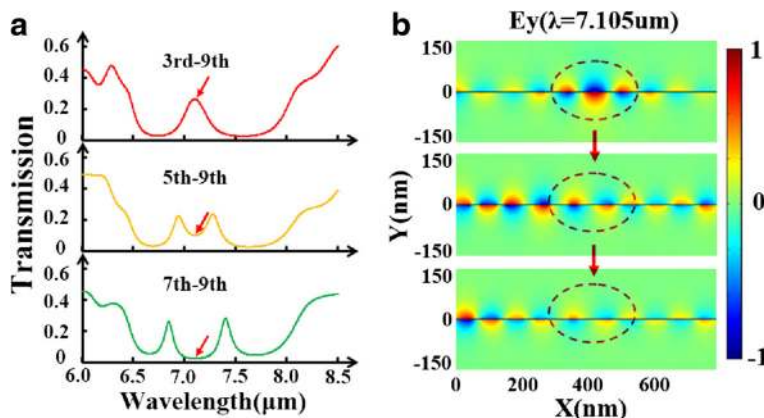 a
Transmission
0.6
0.4
0.2
0
3rd-9th
0.6
0.4
0.2
0
5th-9th
0.6
0.4
0.2
0
7th-9th
6.0 6.5 7.0 7.5 8.0 8.5
Wavelength(μm)
b
Ey(λ=7.105um)
Y(nm)
150
0
-150
150
0
-150
150
0
-150
0 200 400 600
X(nm)
1
0
-1